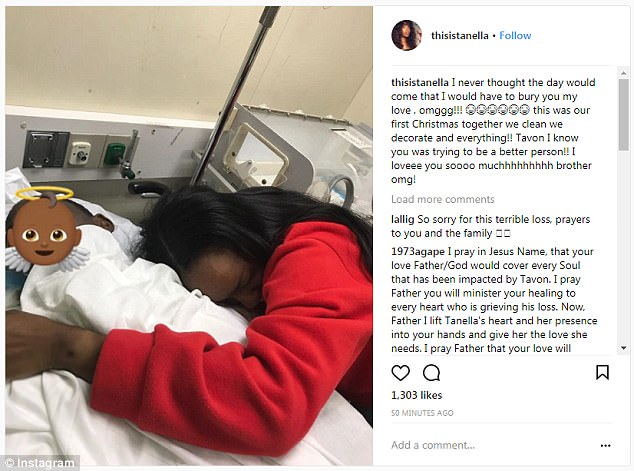 thisistanella • Follow
thisistanella I never thought the day would
come that I would have to bury you my
love , omggg!!! 😭😭😭😭😭😭 this was our
first Christmas together we clean we
decorate and everything!! Tavon I know
you was trying to be a better person!! I
loveee you soooo muchhhhhhhhh brother
omg!
Load more comments
lallig So sorry for this terrible loss, prayers
to you and the family
1973agape I pray in Jesus Name, that your
love Father/God would cover every Soul
that has been impacted by Tavon. I pray
Father you will minister your healing to
every heart who is grieving his loss. Now,
Father I lift Tanella's heart and her presence
into your hands and give her the love she
needs. I pray Father that your love will
1,303 likes
50 MINUTES AGO
Add a comment...
© Instagram